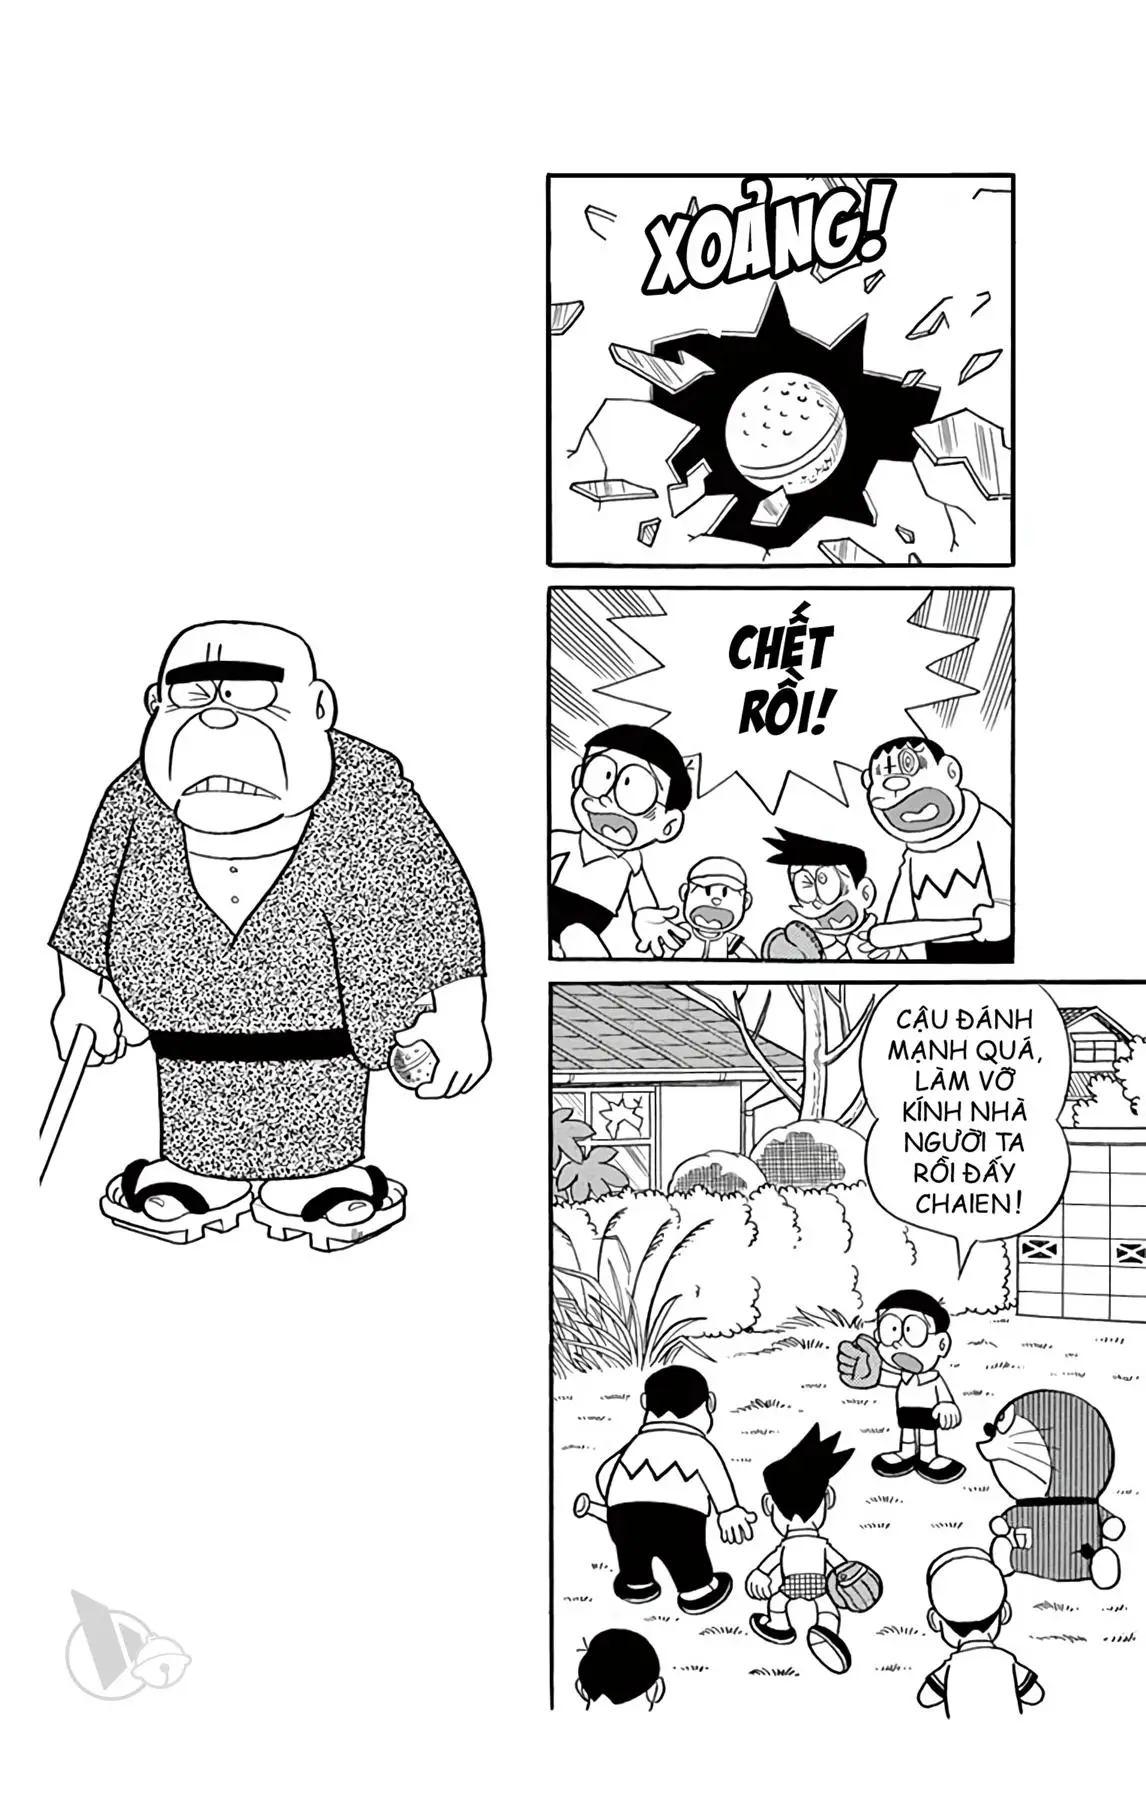 XOẢNG!
CHẾT
RỒI!
CẬU ĐÁNH
MẠNH QUÁ,
LÀM VỠ
KÍNH NHÀ
NGƯỜI TA
RỒI ĐẤY
CHAIEN!